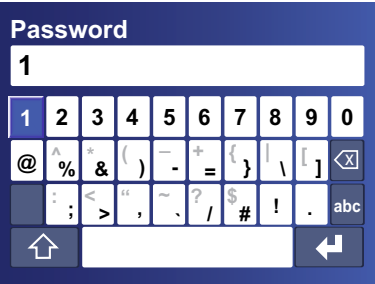 Password
1
1 2 3 4 5 6 7 8 9 0
@ ^ % * & ( ) _ - + = { } | \ [ ]
: ; < > “ , ~ ` ? / $ # ! . abc